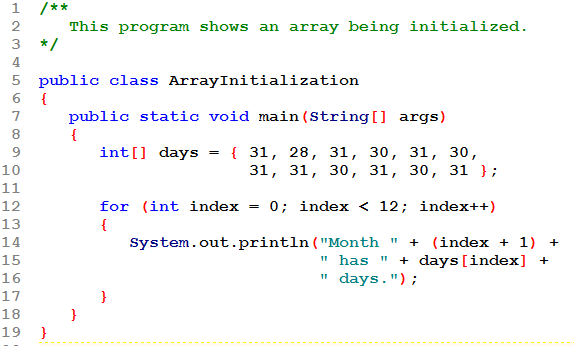 1 /**
2    This program shows an array being initialized.
3 */
4
5 public class ArrayInitialization
6 {
7    public static void main(String[] args)
8    {
9       int[] days = { 31, 28, 31, 30, 31, 30,
10                     31, 31, 30, 31, 30, 31 };
11
12       for (int index = 0; index < 12; index++)
13       {
14          System.out.println("Month " + (index + 1) +
15                             " has " + days[index] +
16                             " days.");
17       }
18    }
19 }